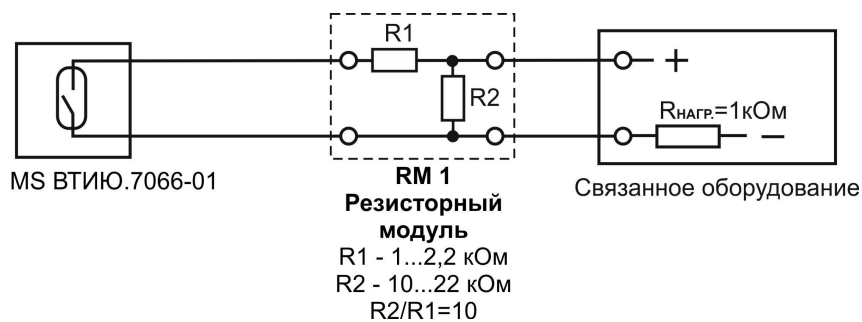 R1
R2
+
Rнагр.=1кОм
–
MS ВТИЮ.7066-01
RM 1
Резисторный
модуль
R1 - 1...2,2 кОм
R2 - 10...22 кОм
R2/R1=10
Связанное оборудование